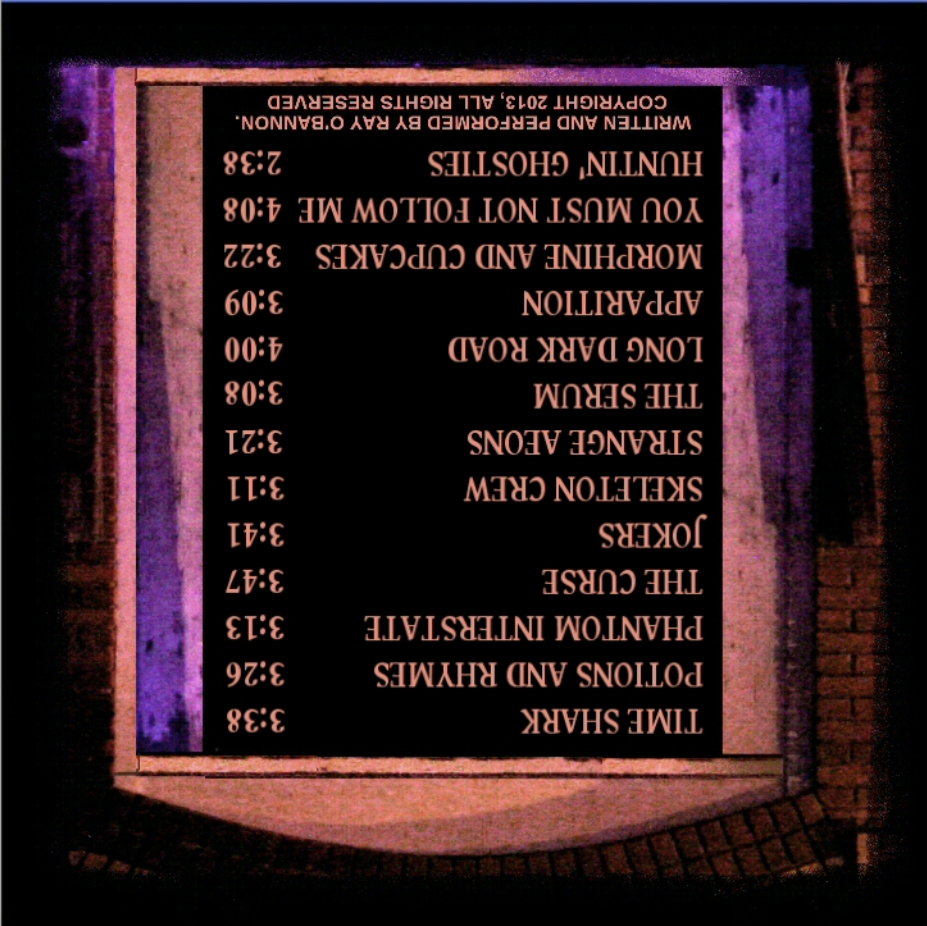 TIME SHARK 3:38
POTIONS AND RHYMES 3:26
PHANTOM INTERSTATE 3:13
THE CURSE 3:47
JOKERS 3:41
SKELETON CREW 3:11
STRANGE AEONS 3:21
THE SERUM 3:08
LONG DARK ROAD 4:00
APPARITION 3:09
MORPHINE AND CUPCAKES 3:22
YOU MUST NOT FOLLOW ME 4:08
HUNTIN' GHOSTIES 2:38
WRITTEN AND PERFORMED BY RAY O'BANNON.
COPYRIGHT 2013, ALL RIGHTS RESERVED